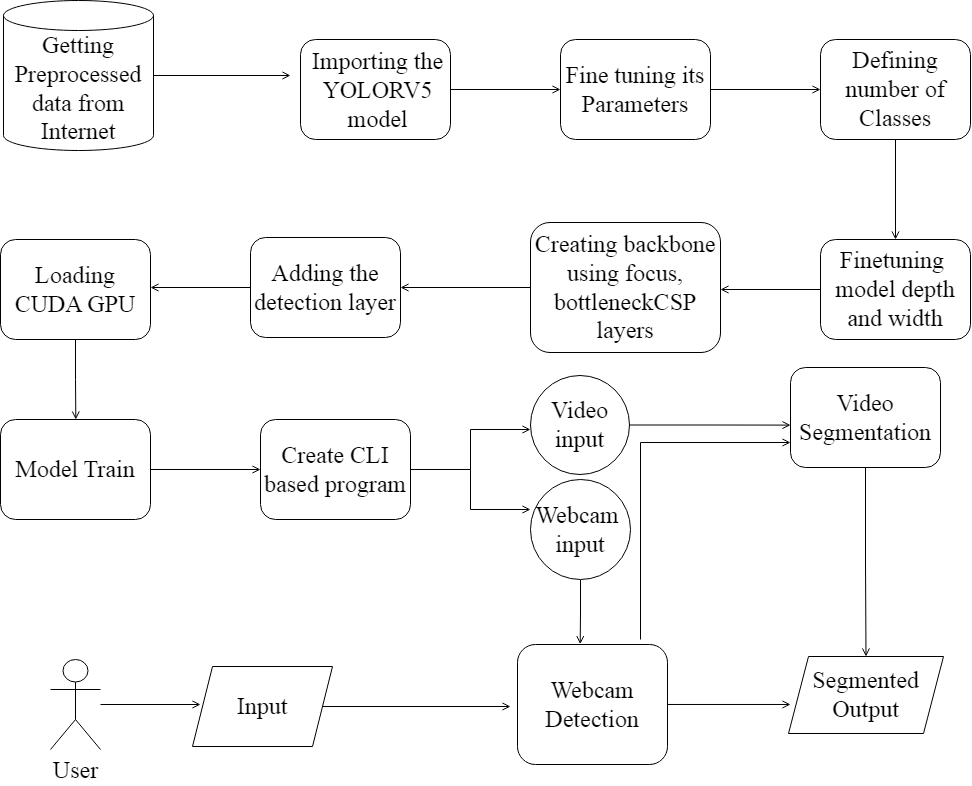 Getting
Preprocessed
data from
Internet
Importing the
YOLORV5
model
Fine tuning its
Parameters
Defining
number of
Classes
Loading
CUDA GPU
Adding the
detection layer
Creating backbone
using focus,
bottleneckCSP
layers
Finetuning
model depth
and width
Model Train
Create CLI
based program
Video
input
Webcam
input
Video
Segmentation
User
Input
Webcam
Detection
Segmented
Output